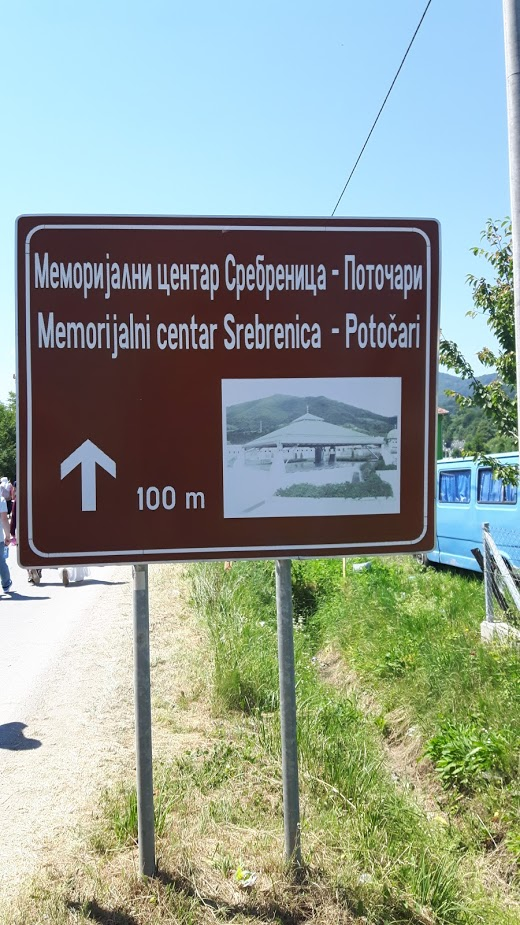 Меморијални центар Сребреница - Поточари
Memorijalni centar Srebrenica - Potočari
100 m